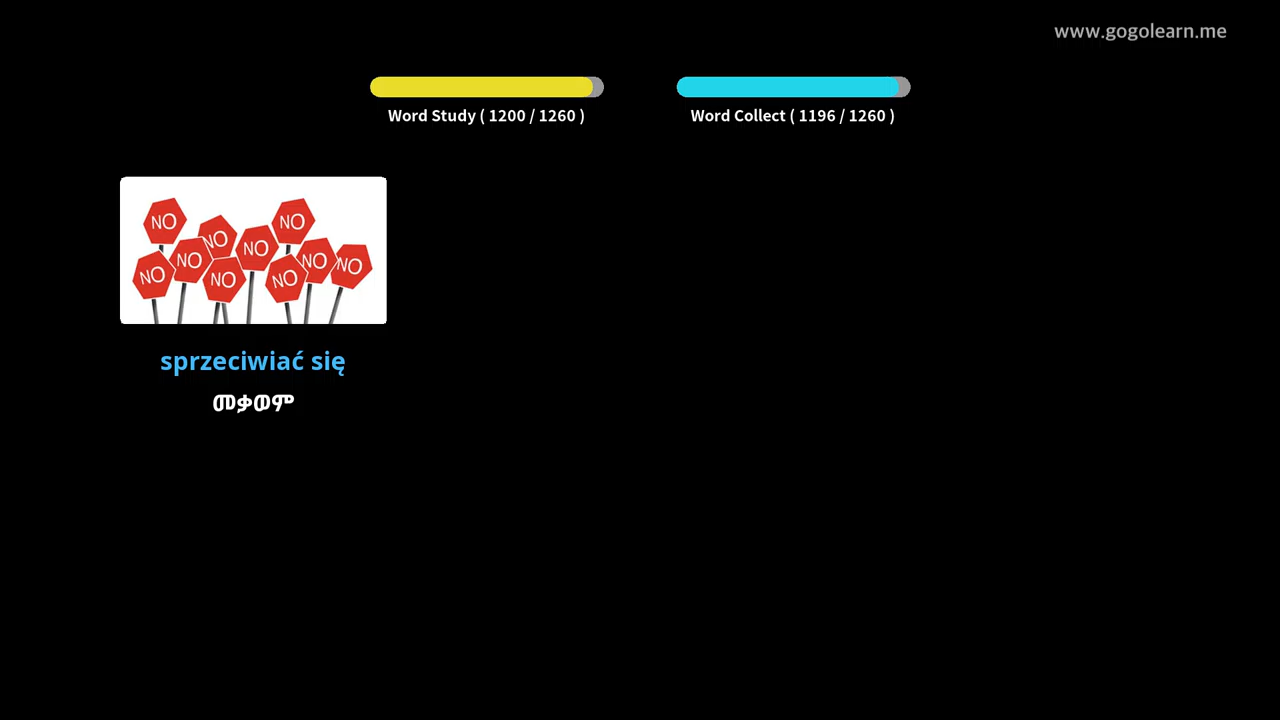 www.gogolearn.me
Word Study ( 1200 / 1260 )
Word Collect ( 1196 / 1260 )
NO
NO
NO
NO
NO
NO
NO
NO
NO
NO
sprzeciwiać się
መቃወም